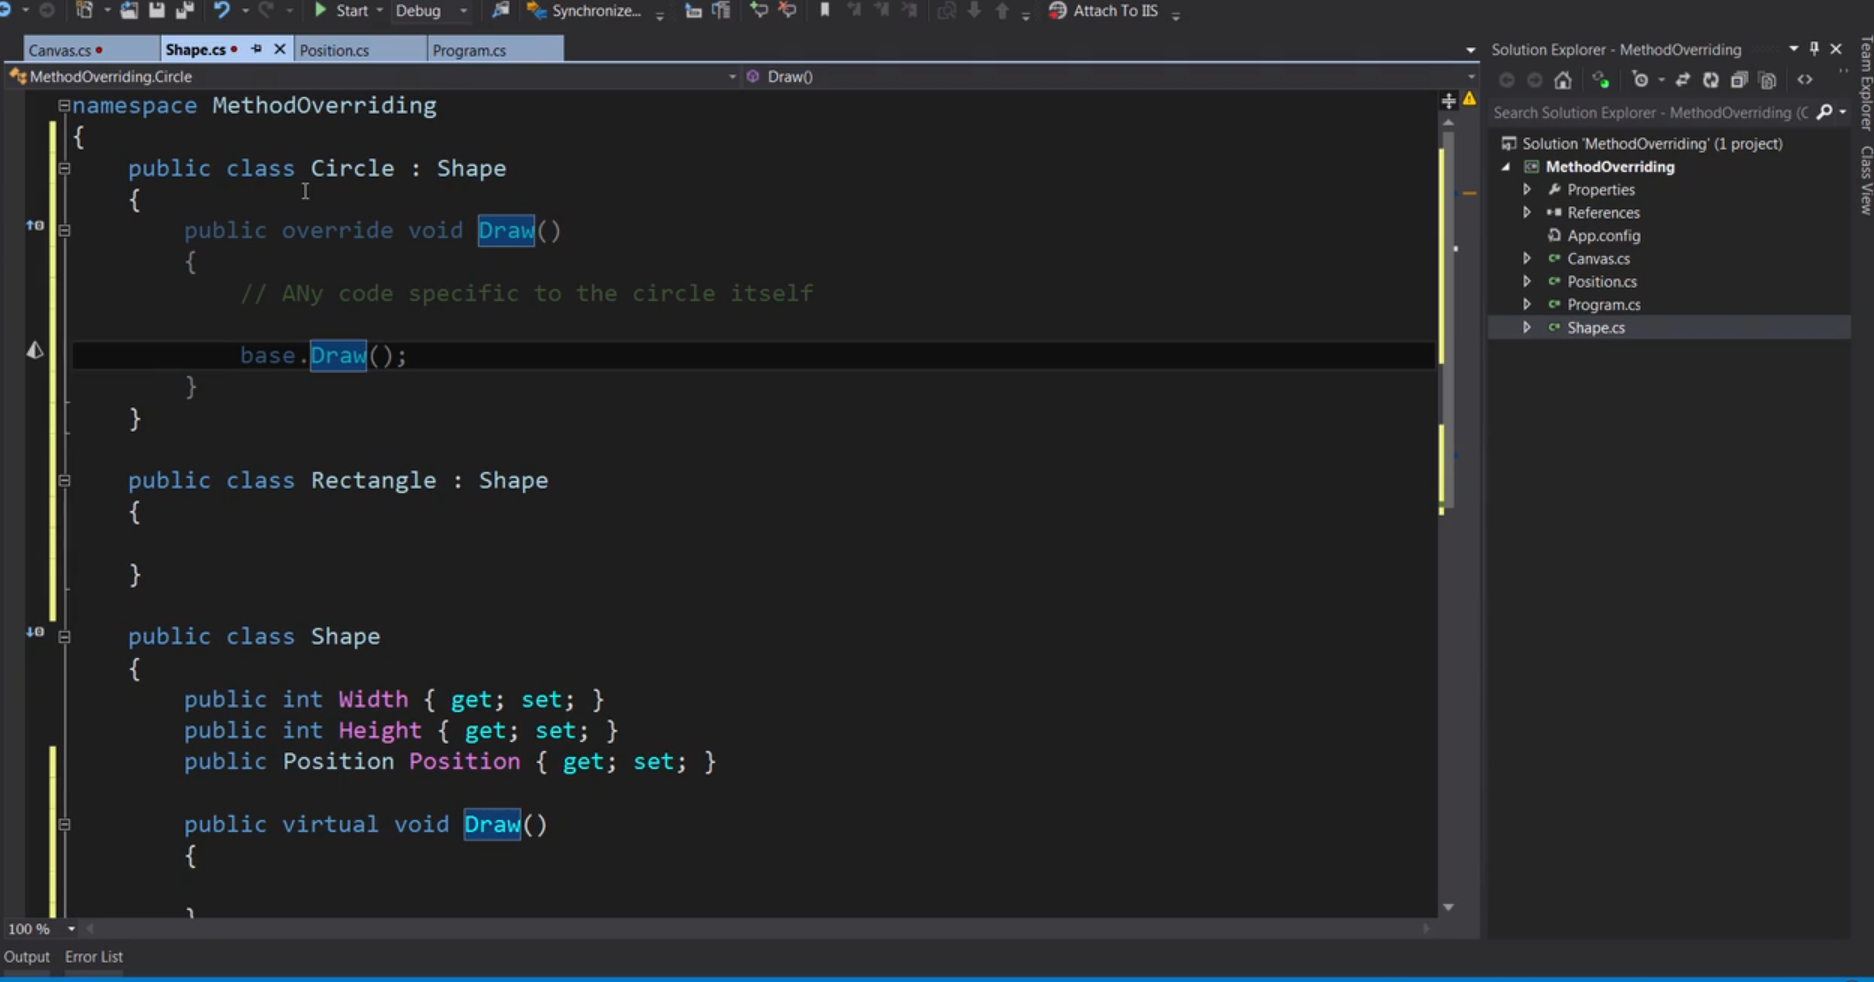 Start Debug Synchronize... Attach To IIS
Canvas.cs Shape.cs Position.cs Program.cs
MethodOverriding.Circle Draw()
namespace MethodOverriding
{
public class Circle : Shape
{
public override void Draw()
{
// ANy code specific to the circle itself
base.Draw();
}
}
public class Rectangle : Shape
{
}
public class Shape
{
public int Width { get; set; }
public int Height { get; set; }
public Position Position { get; set; }
public virtual void Draw()
{
}
100 %
Output Error List
Solution Explorer - MethodOverriding
Search Solution Explorer - MethodOverriding (C
Solution 'MethodOverriding' (1 project)
MethodOverriding
Properties
References
App.config
Canvas.cs
Position.cs
Program.cs
Shape.cs
Team Explorer
Class View